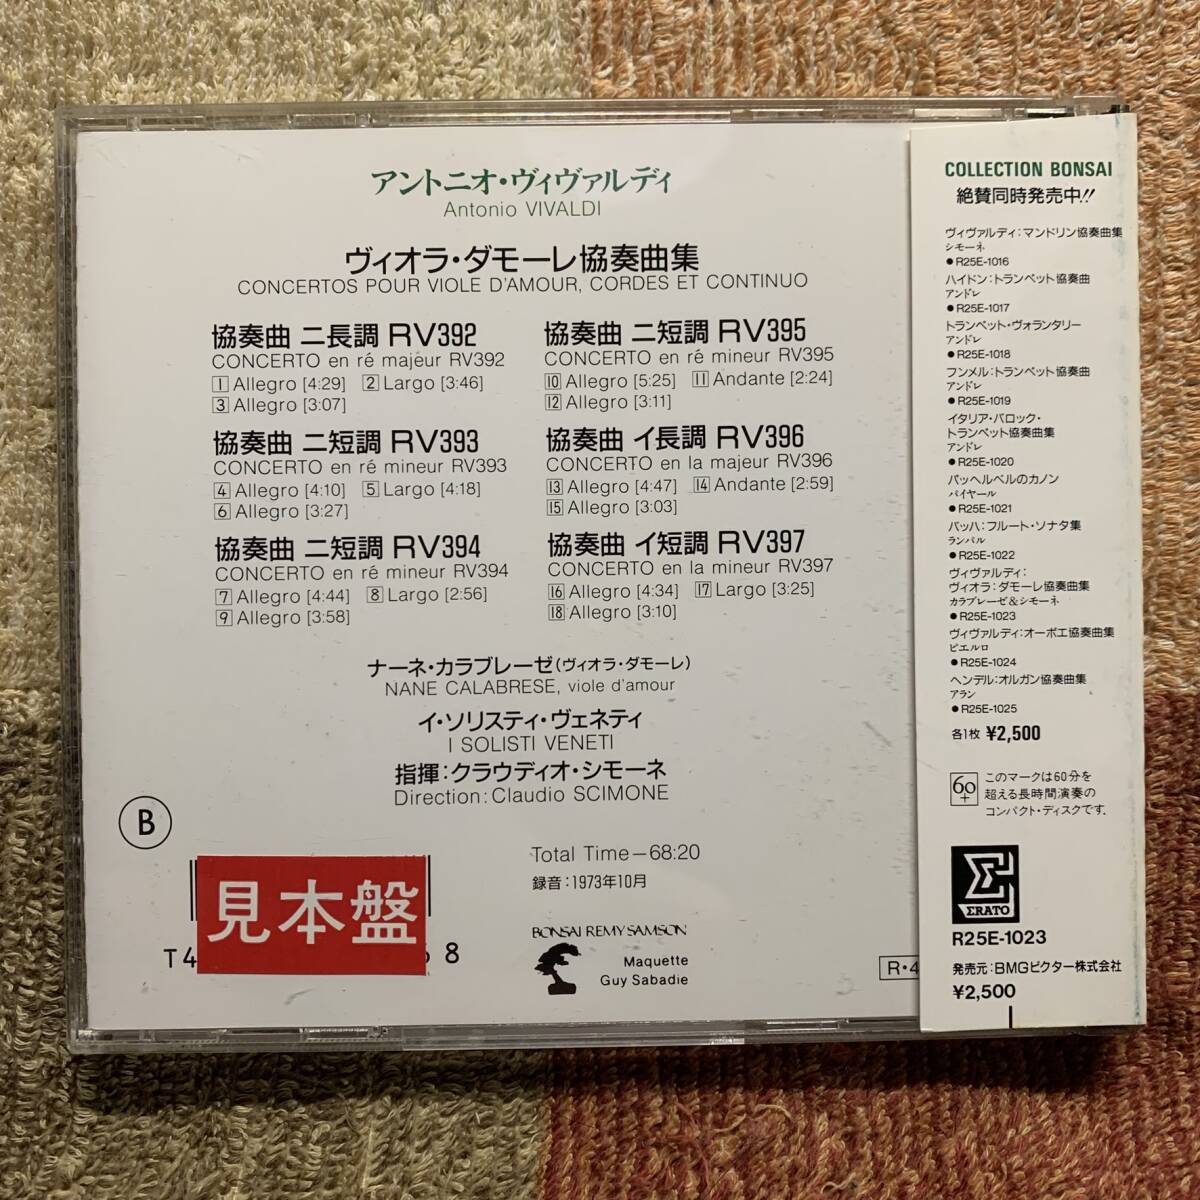 アントニオ・ヴィヴァルディ
Antonio VIVALDI
ヴィオラ・ダモーレ協奏曲集
CONCERTOS POUR VIOLE D'AMOUR, CORDES ET CONTINUO
協奏曲 ニ長調 RV392
CONCERTO en ré majeur RV392
1 Allegro [4:29] 2 Largo [3:46]
3 Allegro [3:07]
協奏曲 ニ短調 RV393
CONCERTO en ré mineur RV393
4 Allegro [4:10] 5 Largo [4:18]
6 Allegro [3:27]
協奏曲 ニ短調 RV394
CONCERTO en ré mineur RV394
7 Allegro [4:44] 8 Largo [2:56]
9 Allegro [3:58]
協奏曲 ニ短調 RV395
CONCERTO en ré mineur RV395
10 Allegro [5:25] 11 Andante [2:24]
12 Allegro [3:11]
協奏曲 イ長調 RV396
CONCERTO en la majeur RV396
13 Allegro [4:47] 14 Andante [2:59]
15 Allegro [3:03]
協奏曲 イ短調 RV397
CONCERTO en la mineur RV397
16 Allegro [4:34] 17 Largo [3:25]
18 Allegro [3:10]
ナーネ・カラブレーゼ(ヴィオラ・ダモーレ)
NANE CALABRESE, viole d'amour
イ・ソリスティ・ヴェネティ
I SOLISTI VENETI
指揮:クラウディオ・シモーネ
Direction: Claudio SCIMONE
B
見本盤
T4
8
Total Time—68:20
録音:1973年10月
BONSAI REMY SAMSON
Maquette
Guy Sabadie
R・4
COLLECTION BONSAI
絶賛同時発売中!!
ヴィヴァルディ:マンドリン協奏曲集
シモーネ
●R25E-1016
ハイドン:トランペット協奏曲
アンドレ
●R25E-1017
トランペット・ヴォランタリー
アンドレ
●R25E-1018
フンメル:トランペット協奏曲
アンドレ
●R25E-1019
イタリア・バロック・
トランペット協奏曲集
アンドレ
●R25E-1020
パッヘルベルのカノン
パイヤール
●R25E-1021
バッハ:フルート・ソナタ集
ランパル
●R25E-1022
ヴィヴァルディ:
ヴィオラ:ダモーレ協奏曲集
カラブレーゼ&シモーネ
●R25E-1023
ヴィヴァルディ:オーボエ協奏曲集
ピエルロ
●R25E-1024
ヘンデル:オルガン協奏曲集
アラン
●R25E-1025
各1枚 ¥2,500
60+
このマークは60分を
超える長時間演奏の
コンパクト・ディスクです。
ERATO
R25E-1023
発売元:BMGビクター株式会社
¥2,500